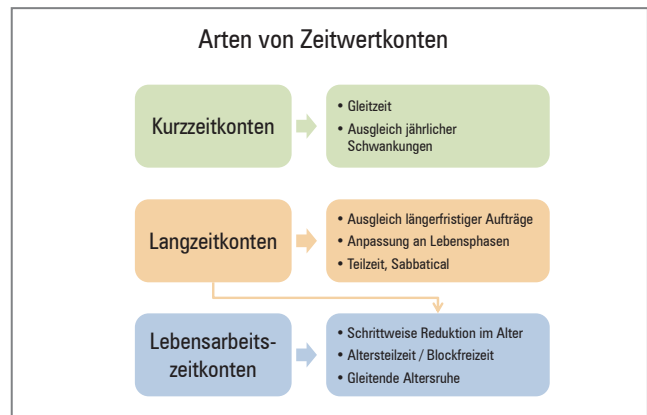 Arten von Zeitwertkonten
Kurzzeitkonten
• Gleitzeit
• Ausgleich jährlicher
Schwankungen
Langzeitkonten
• Ausgleich längerfristiger Aufträge
• Anpassung an Lebensphasen
• Teilzeit, Sabbatical
Lebensarbeits-
zeitkonten
• Schrittweise Reduktion im Alter
• Altersteilzeit / Blockfreizeit
• Gleitende Altersruhe